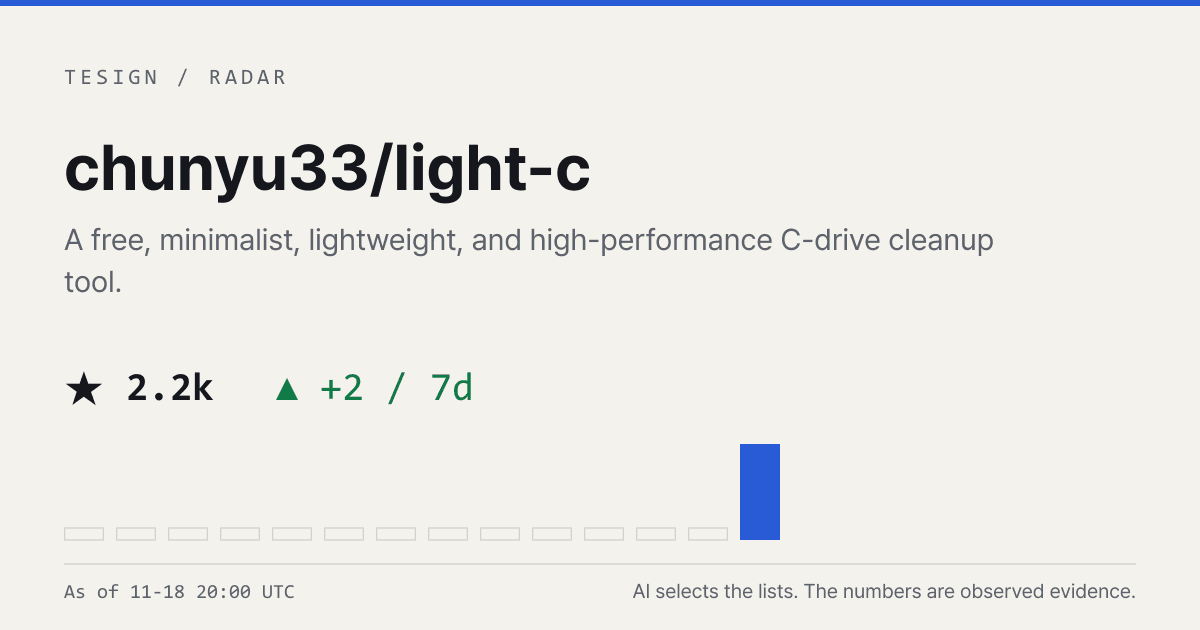 TESIGN / RADAR
chunyu33/light-c
A free, minimalist, lightweight, and high-performance C-drive cleanup
tool.
★ 2.2k ▲ +2 / 7d
As of 11-18 20:00 UTC
AI selects the lists. The numbers are observed evidence.